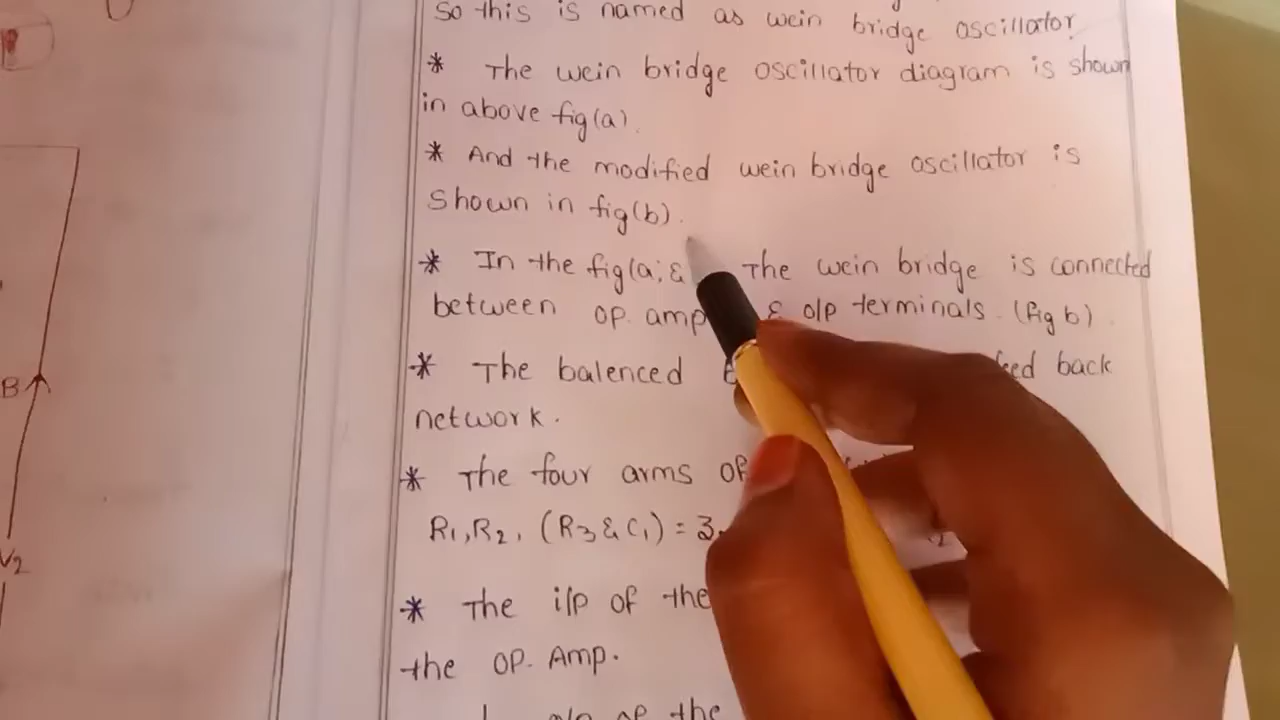 so this is named as wein bridge oscillator
* The wein bridge oscillator diagram is shown
in above fig(a).
* And the modified wein bridge oscillator is
shown in fig(b).
* In the fig(a; & The wein bridge is connected
between OP. amp & o/p terminals. (fig b)
* The balenced back
network.
* The four arms of
R1, R2, (R3 & C1) = 3.
* The i/p of the
the OP. Amp.
the
B
V2